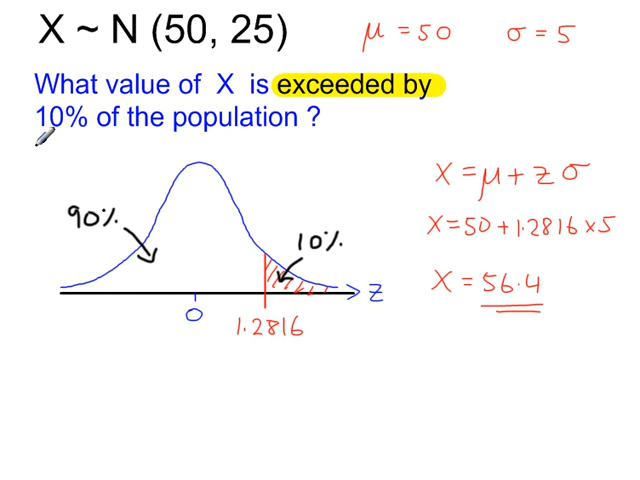 X ~ N (50, 25)
μ = 50
σ = 5
What value of X is exceeded by
10% of the population ?
X = μ + z σ
90%
10%
X = 50 + 1.2816 × 5
X = 56.4
Z
0
1.2816